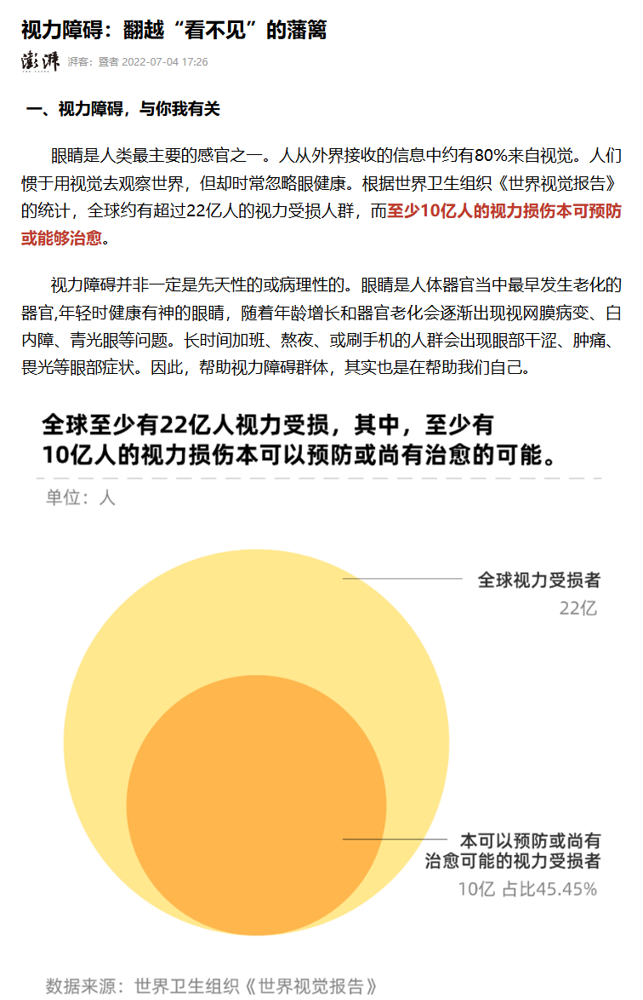 视力障碍：翻越“看不见”的藩篱
澎湃 湃客：暨者 2022-07-04 17:26
一、视力障碍，与你我有关
眼睛是人类最主要的感官之一。人从外界接收的信息中约有80%来自视觉。人们
惯于用视觉去观察世界，但却时常忽略眼健康。根据世界卫生组织《世界视觉报告》
的统计，全球约有超过22亿人的视力受损人群，而至少10亿人的视力损伤本可预防
或能够治愈。
视力障碍并非一定是先天性的或病理性的。眼睛是人体器官当中最早发生老化的
器官,年轻时健康有神的眼睛，随着年龄增长和器官老化会逐渐出现视网膜病变、白
内障、青光眼等问题。长时间加班、熬夜、或刷手机的人群会出现眼部干涩、肿痛、
畏光等眼部症状。因此，帮助视力障碍群体，其实也是在帮助我们自己。
全球至少有22亿人视力受损，其中，至少有
10亿人的视力损伤本可以预防或尚有治愈的可能。
单位：人
全球视力受损者
22亿
本可以预防或尚有
治愈可能的视力受损者
10亿 占比45.45%
数据来源：世界卫生组织《世界视觉报告》